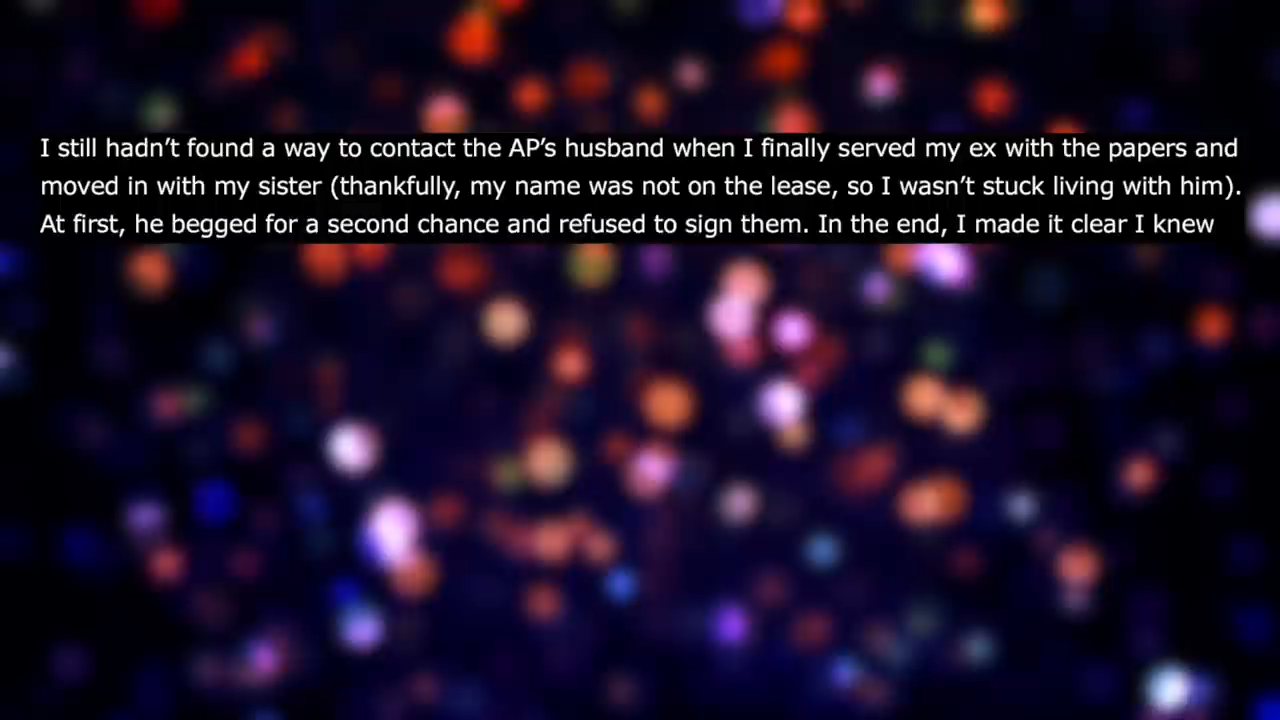 I still hadn’t found a way to contact the AP’s husband when I finally served my ex with the papers and
moved in with my sister (thankfully, my name was not on the lease, so I wasn’t stuck living with him).
At first, he begged for a second chance and refused to sign them. In the end, I made it clear I knew